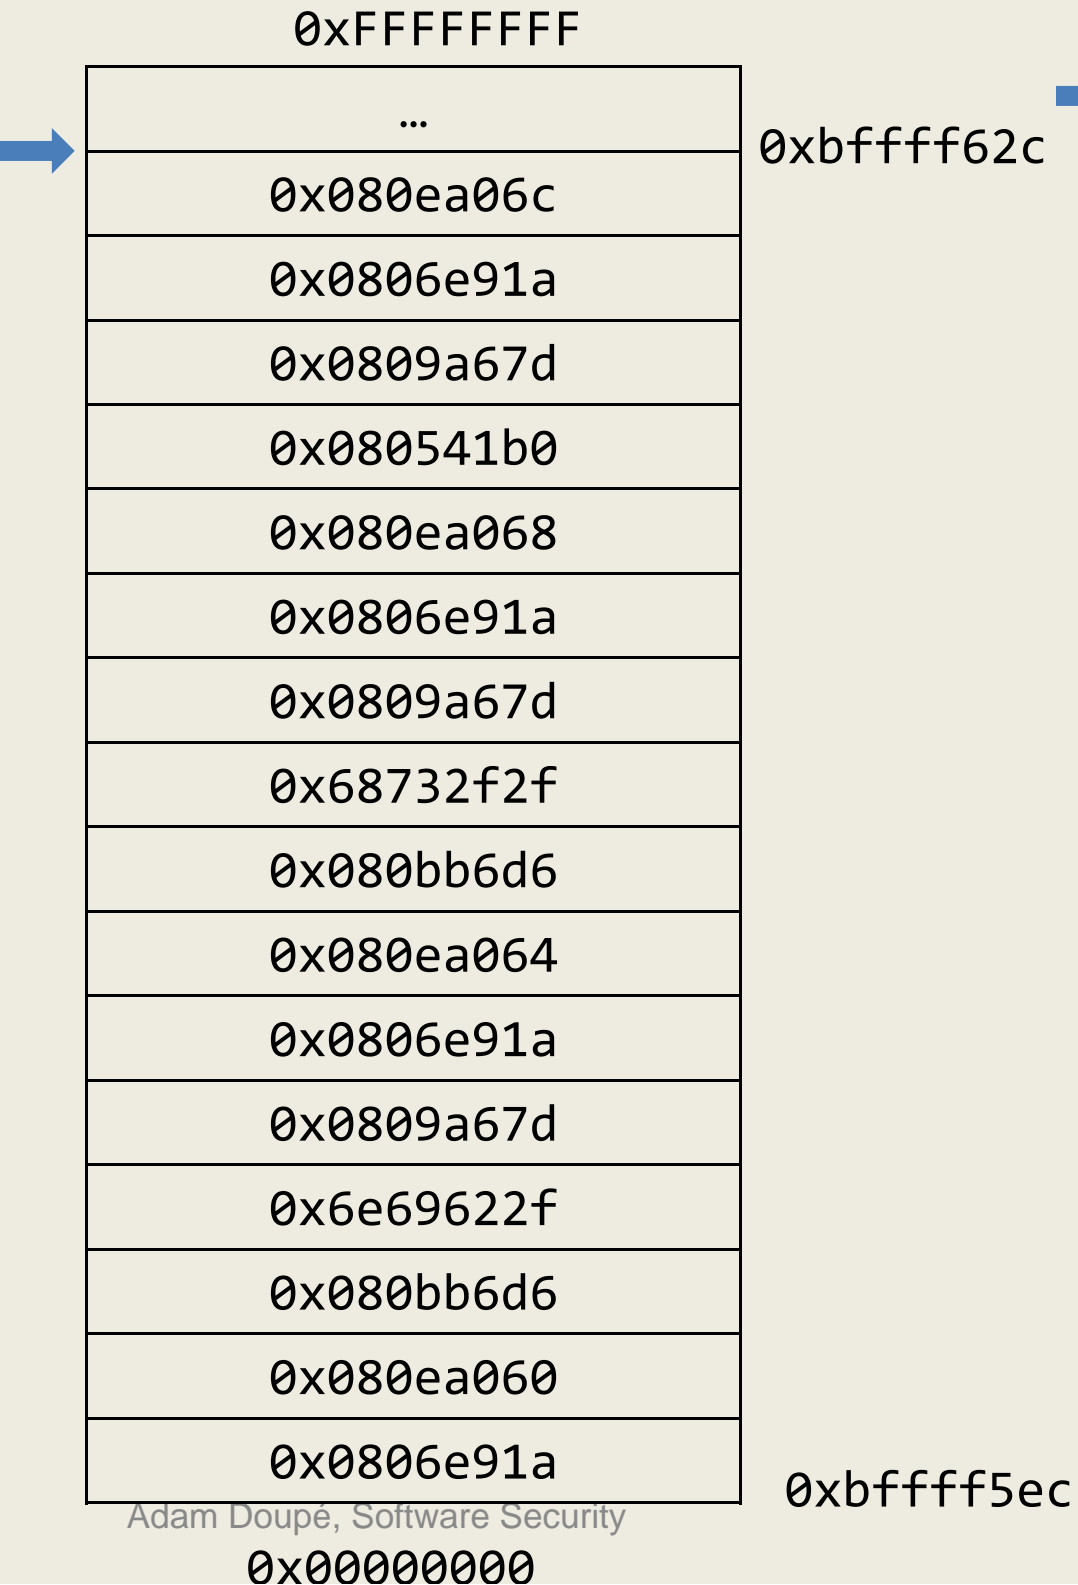 0xFFFFFFFF
…
0xbffff62c
0x080ea06c
0x0806e91a
0x0809a67d
0x080541b0
0x080ea068
0x0806e91a
0x0809a67d
0x68732f2f
0x080bb6d6
0x080ea064
0x0806e91a
0x0809a67d
0x6e69622f
0x080bb6d6
0x080ea060
0x0806e91a
0xbffff5ec
Adam Doupé, Software Security
0x00000000